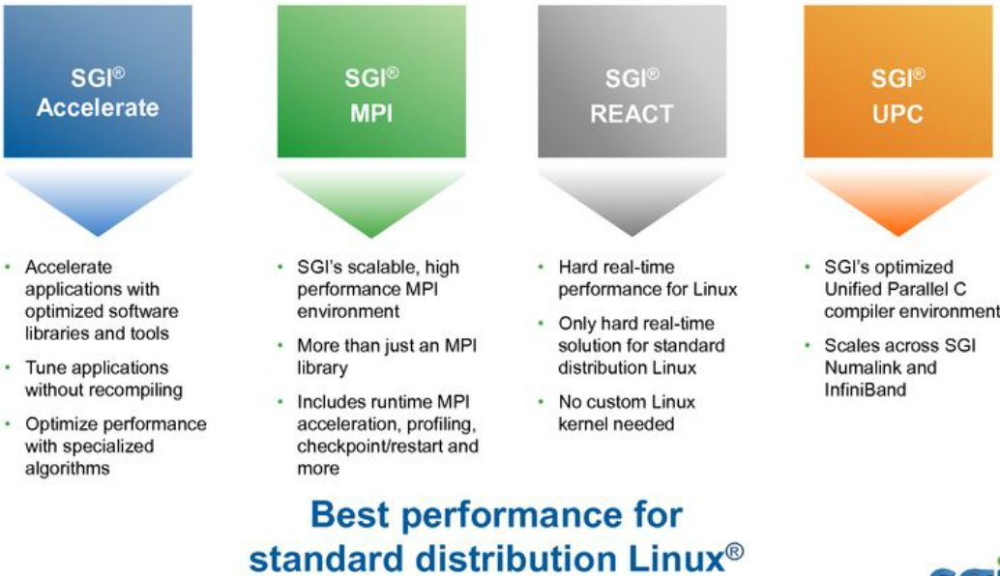 SGI®
Accelerate
SGI®
MPI
SGI®
REACT
SGI®
UPC
• Accelerate
applications with
optimized software
libraries and tools
• Tune applications
without recompiling
• Optimize performance
with specialized
algorithms
• SGI's scalable, high
performance MPI
environment
• More than just an MPI
library
• Includes runtime MPI
acceleration, profiling,
checkpoint/restart and
more
• Hard real-time
performance for Linux
• Only hard real-time
solution for standard
distribution Linux
• No custom Linux
kernel needed
• SGI's optimized
Unified Parallel C
compiler environment
• Scales across SGI
Numalink and
InfiniBand
Best performance for
standard distribution Linux®